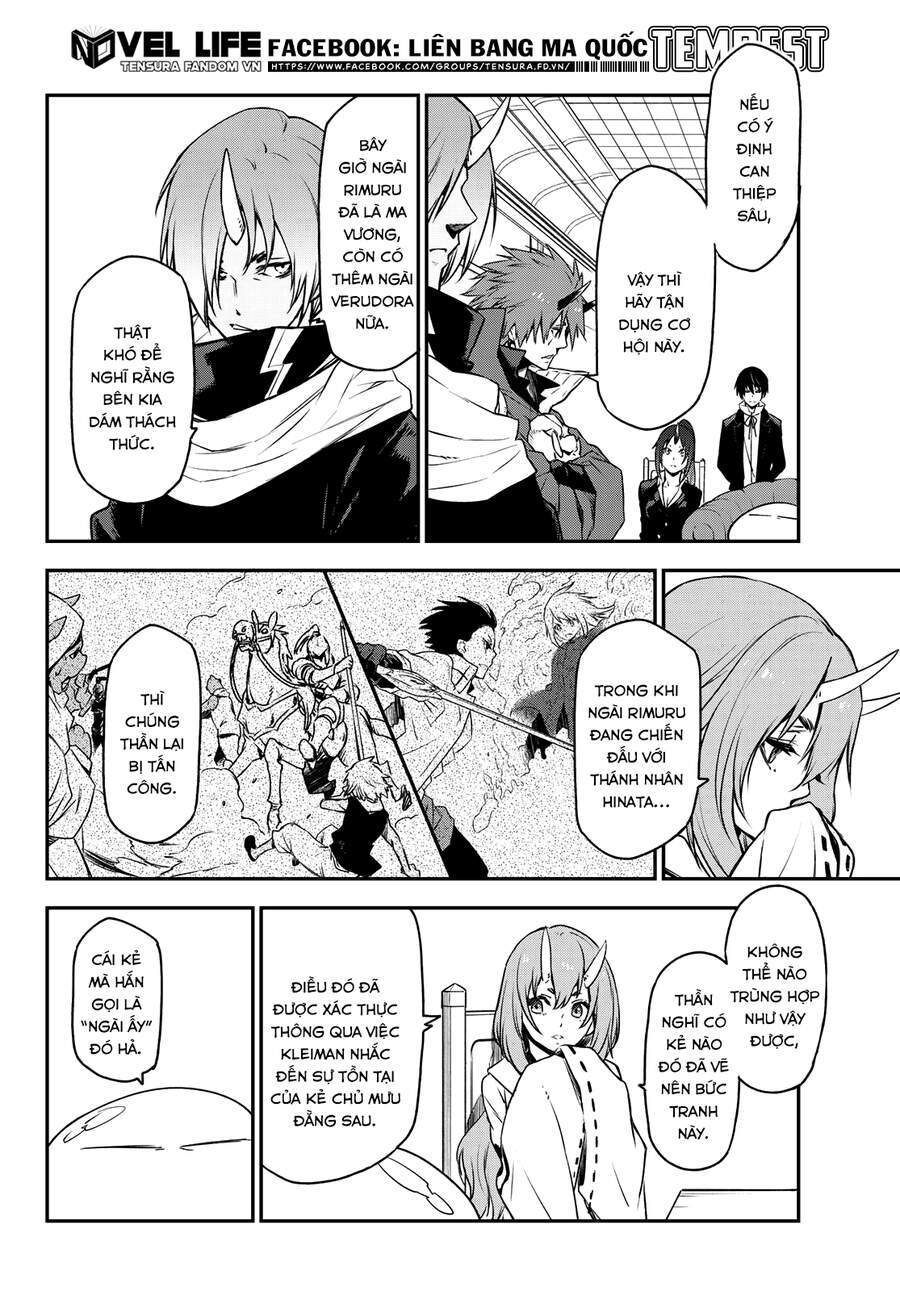 NOVEL LIFE
TENSURA FANDOM VN
FACEBOOK: LIÊN BANG MA QUỐC TEMPEST
HTTPS://WWW.FACEBOOK.COM/GROUPS/TENSURA.FD.VN/
NẾU
CÓ Ý
ĐỊNH
CAN
THIỆP
SÂU,
VẬY THÌ
HÃY TẬN
DỤNG CƠ
HỘI NÀY.
BÂY
GIỜ NGÀI
RIMURU
ĐÃ LÀ MA
VƯƠNG,
CÒN CÓ
THÊM NGÀI
VERUDORA
NỮA.
THẬT
KHÓ ĐỂ
NGHĨ RẰNG
BÊN KIA
DÁM THÁCH
THỨC.
TRONG KHI
NGÀI RIMURU
ĐANG CHIẾN
ĐẤU VỚI
THÁNH NHÂN
HINATA...
THÌ
CHÚNG
THẦN LẠI
BỊ TẤN
CÔNG.
KHÔNG
THỂ NÀO
TRÙNG HỢP
NHƯ VẬY
ĐƯỢC,
THẦN
NGHĨ CÓ
KẺ NÀO
ĐÓ ĐÃ VẼ
NÊN BỨC
TRANH
NÀY.
ĐIỀU ĐÓ ĐÃ
ĐƯỢC XÁC THỰC
THÔNG QUA VIỆC
KLEIMAN NHẮC
ĐẾN SỰ TỒN TẠI
CỦA KẺ CHỦ MƯU
ĐẰNG SAU.
CÁI KẺ
MÀ HẮN
GỌI LÀ
“NGÀI ẤY”
ĐÓ HẢ.